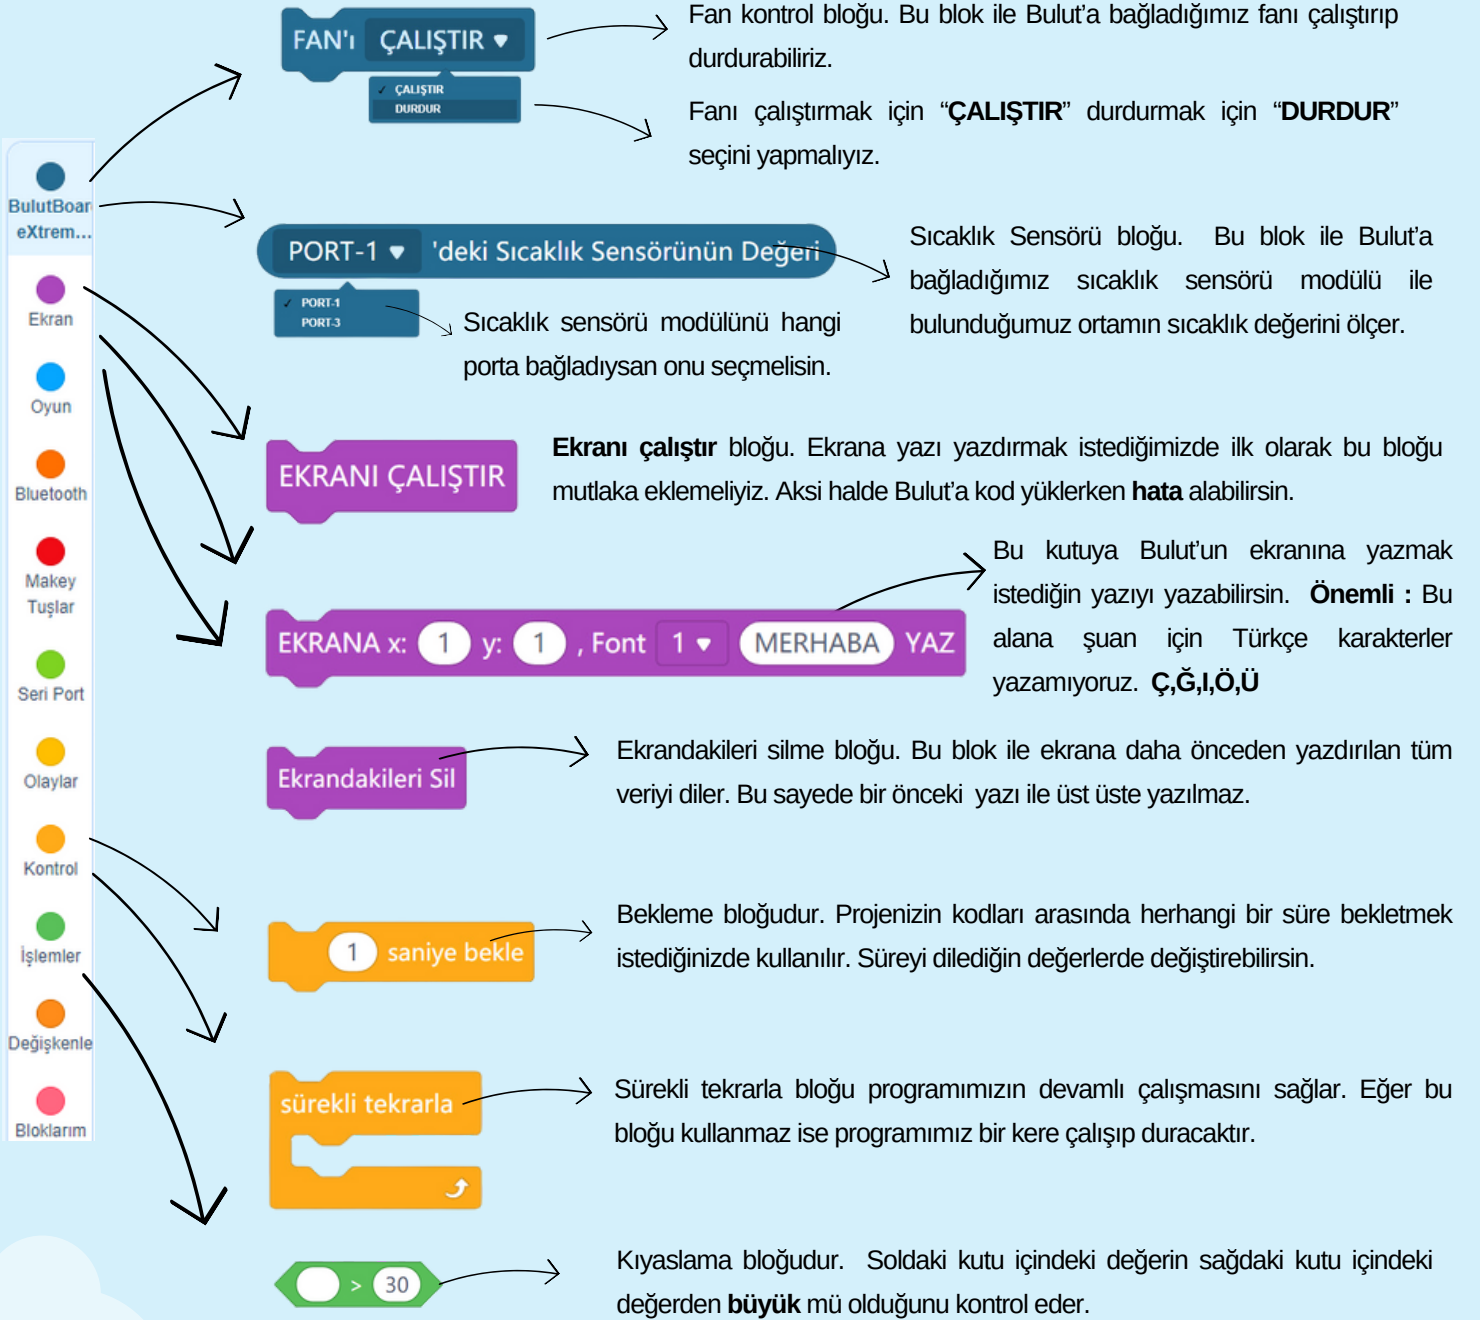 FAN'ı ÇALIŞTIR
✓ ÇALIŞTIR
DURDUR
Fan kontrol bloğu. Bu blok ile Bulut’a bağladığımız fanı çalıştırıp
durdurabiliriz.
Fanı çalıştırmak için “ÇALIŞTIR” durdurmak için “DURDUR”
seçini yapmalıyız.
BulutBoar
eXtrem...
Ekran
Oyun
Bluetooth
Makey
Tuşlar
Seri Port
Olaylar
Kontrol
İşlemler
Değişkenle
Bloklarım
PORT-1 'deki Sıcaklık Sensörünün Değeri
✓ PORT-1
PORT-3
Sıcaklık sensörü modülünü hangi
porta bağladıysan onu seçmelisin.
Sıcaklık Sensörü bloğu. Bu blok ile Bulut’a
bağladığımız sıcaklık sensörü modülü ile
bulunduğumuz ortamın sıcaklık değerini ölçer.
EKRANI ÇALIŞTIR
Ekranı çalıştır bloğu. Ekrana yazı yazdırmak istediğimizde ilk olarak bu bloğu
mutlaka eklemeliyiz. Aksi halde Bulut’a kod yüklerken hata alabilirsin.
EKRANA x: 1 y: 1 , Font 1 MERHABA YAZ
Bu kutuya Bulut’un ekranına yazmak
istediğin yazıyı yazabilirsin. Önemli : Bu
alana şuan için Türkçe karakterler
yazamıyoruz. Ç,Ğ,I,Ö,Ü
Ekrandakileri Sil
Ekrandakileri silme bloğu. Bu blok ile ekrana daha önceden yazdırılan tüm
veriyi diler. Bu sayede bir önceki yazı ile üst üste yazılmaz.
1 saniye bekle
Bekleme bloğudur. Projenizin kodları arasında herhangi bir süre bekletmek
istediğinizde kullanılır. Süreyi dilediğin değerlerde değiştirebilirsin.
sürekli tekrarla
Sürekli tekrarla bloğu programımızın devamlı çalışmasını sağlar. Eğer bu
bloğu kullanmaz ise programımız bir kere çalışıp duracaktır.
> 30
Kıyaslama bloğudur. Soldaki kutu içindeki değerin sağdaki kutu içindeki
değerden büyük mü olduğunu kontrol eder.